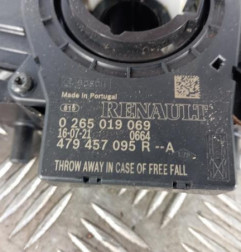 Made in Portugal
RENAULT
0 265 019 069
16-07-21 0664
479 457 095 R --A
THROW AWAY IN CASE OF FREE FALL